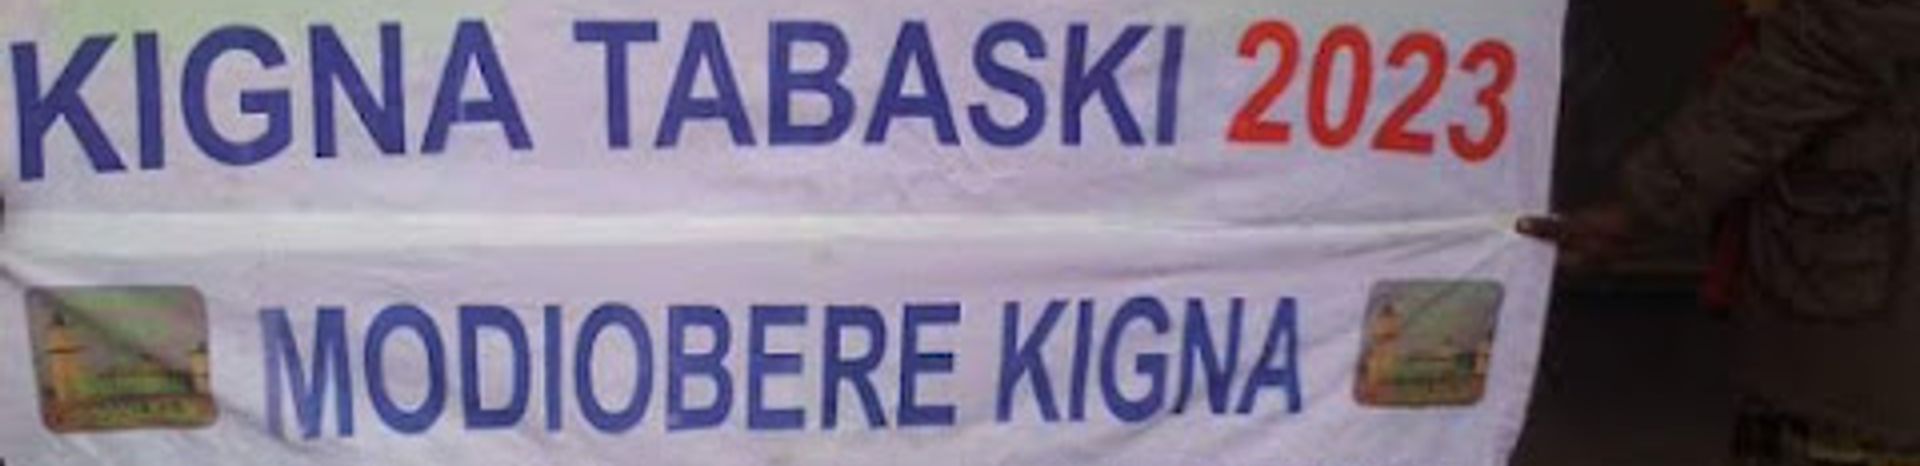 KIGNA TABASKI 2023
MODIOBERE KIGNA